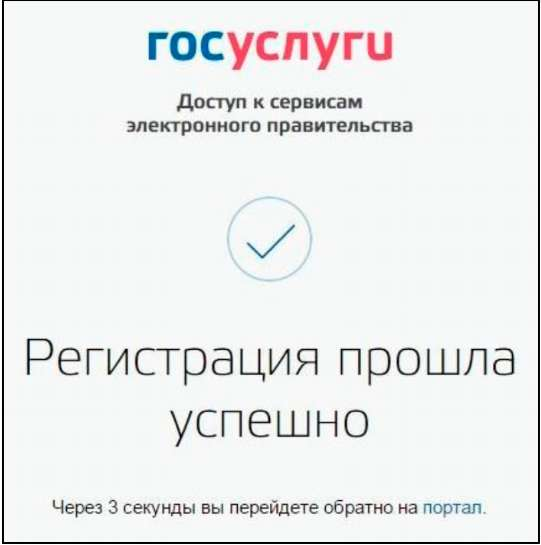 госуслуги
Доступ к сервисам
электронного правительства
Регистрация прошла
успешно
Через 3 секунды вы перейдете обратно на портал.